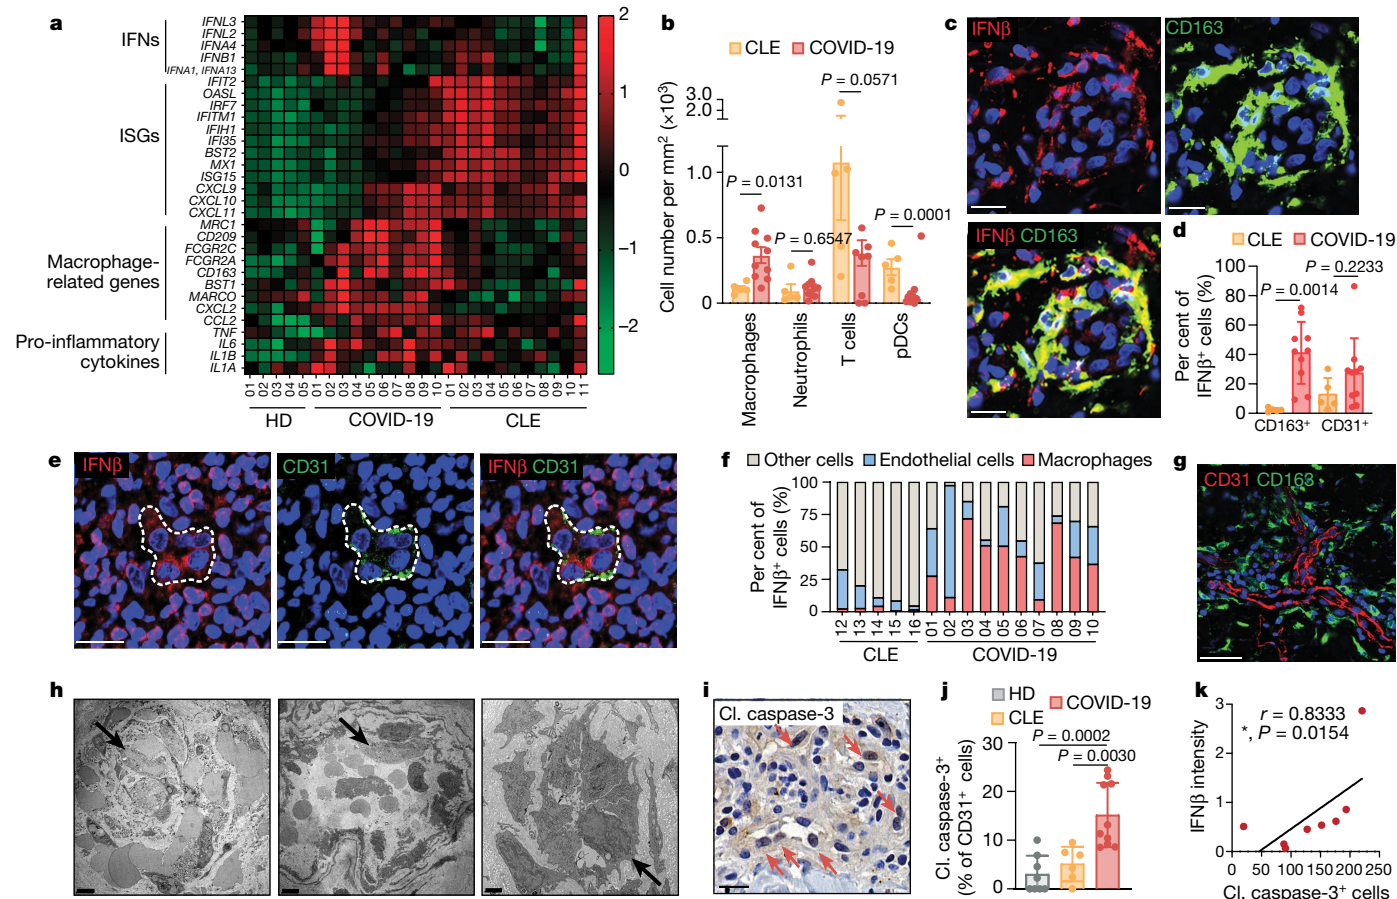 a
IFNs
ISGs
Macrophage-
related genes
Pro-inflammatory
cytokines
IFNL3
IFNL2
IFNA4
IFNB1
IFNA1, IFNA13
IFIT2
OASL
IRF7
IFITM1
IFIH1
IFI35
BST2
MX1
ISG15
CXCL9
CXCL10
CXCL11
MRC1
CD209
FCGR2C
FCGR2A
CD163
BST1
MARCO
CXCL2
CCL2
TNF
IL6
IL1B
IL1A
01 02 03 04 05 01 02 03 04 05 06 07 08 09 10 01 02 03 04 05 06 07 08 09 10 11
HD COVID-19 CLE
2
1
0
−1
−2
b
CLE COVID-19
Cell number per mm² (×10³)
3.0
2.0
1.0
0.5
0
P = 0.0131
P = 0.6547
P = 0.0571
P = 0.0001
Macrophages
Neutrophils
T cells
pDCs
c
IFNβ
CD163
IFNβ CD163
d
CLE
COVID-19
Per cent of
IFNβ⁺ cells (%)
100
80
60
40
20
0
P = 0.2233
P = 0.0014
CD163⁺ CD31⁺
e
IFNβ
CD31
IFNβ CD31
f
Other cells Endothelial cells Macrophages
Per cent of
IFNβ⁺ cells (%)
100
75
50
25
0
12 13 14 15 16 01 02 03 04 05 06 07 08 09 10
CLE COVID-19
g
CD31 CD163
h
i
Cl. caspase-3
j
HD
COVID-19
CLE
Cl. caspase-3⁺
(% of CD31⁺ cells)
30
20
10
0
P = 0.0002
P = 0.0030
k
IFNβ intensity
3
2
1
0
r = 0.8333
*, P = 0.0154
0 50 100 150 200 250
Cl. caspase-3⁺ cells